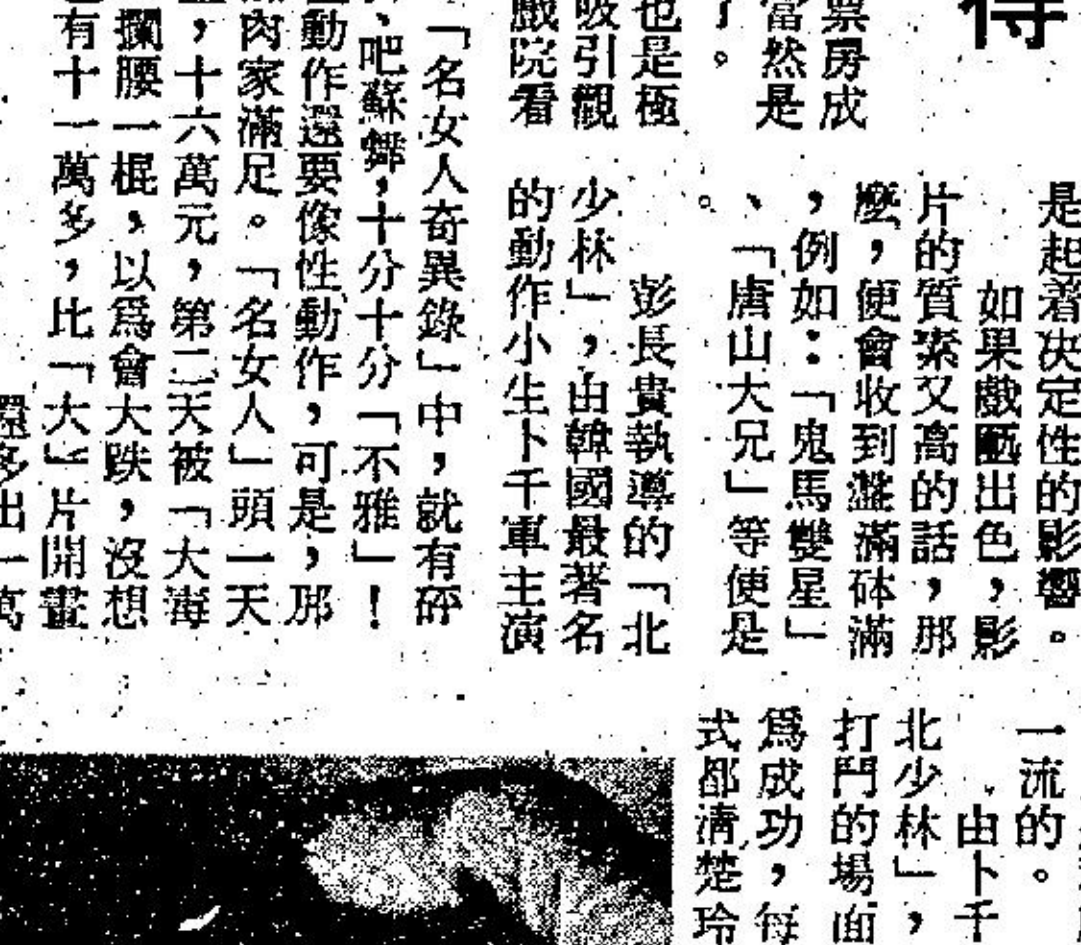 得
票房成
當然是
了。
也是極
吸引觀
戲院看
是起着決定性的影響。
如果戲匭出色,影
片的質素又高的話,那
麼,便會收到盤滿砵滿
,例如:「鬼馬雙星」
、「唐山大兄」等便是
。
彭長貴執導的「北
少林」,由韓國最著名
的動作小生卜千軍主演
一流的。
由卜千
北少林」,
打鬥的場面
爲成功,每
式都清楚玲
「名女人奇異錄」中,就有碎
、吧蘇舞,十分十分「不雅」!
動作還要像性動作,可是,那
肉家滿足。「名女人」頭一天
,十六萬元,第二天被「大毒
攔腰一棍,以爲會大跌,沒想
有十一萬多,比「大」片開畫
還多出一萬